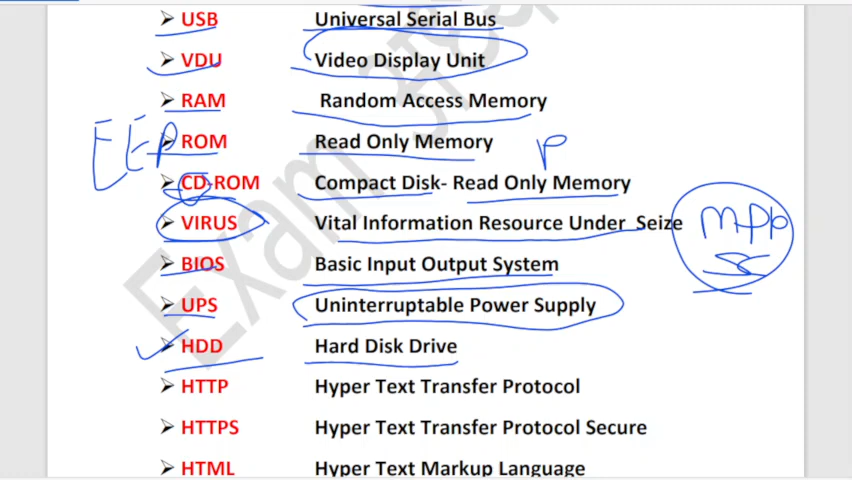 ➢ USB Universal Serial Bus
➢ VDU Video Display Unit
➢ RAM Random Access Memory
➢ ROM Read Only Memory
EEP
P
➢ CD-ROM Compact Disk- Read Only Memory
➢ VIRUS Vital Information Resource Under Seize
➢ BIOS Basic Input Output System
➢ UPS Uninterruptable Power Supply
➢ HDD Hard Disk Drive
➢ HTTP Hyper Text Transfer Protocol
➢ HTTPS Hyper Text Transfer Protocol Secure
➢ HTML Hyper Text Markup Language
Exam